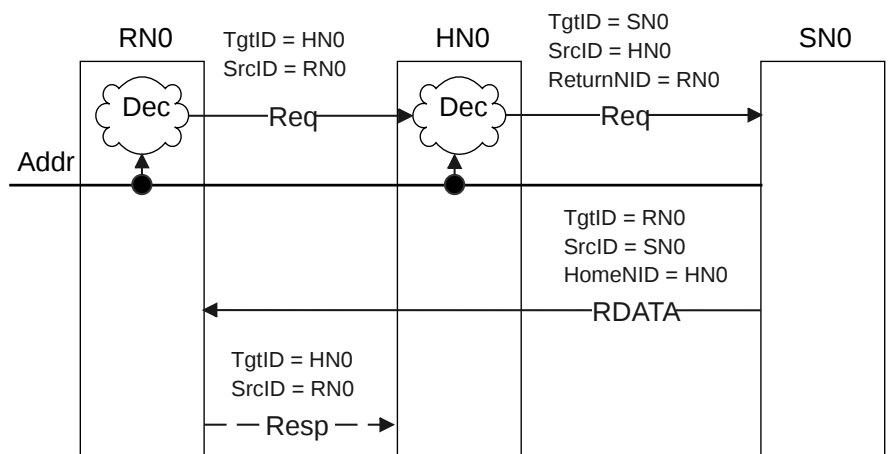 RN0
TgtID = HN0
SrcID = RN0
HN0
TgtID = SN0
SrcID = HN0
ReturnNID = RN0
SN0
Dec
Req
Dec
Req
Addr
TgtID = RN0
SrcID = SN0
HomeNID = HN0
RDATA
TgtID = HN0
SrcID = RN0
Resp